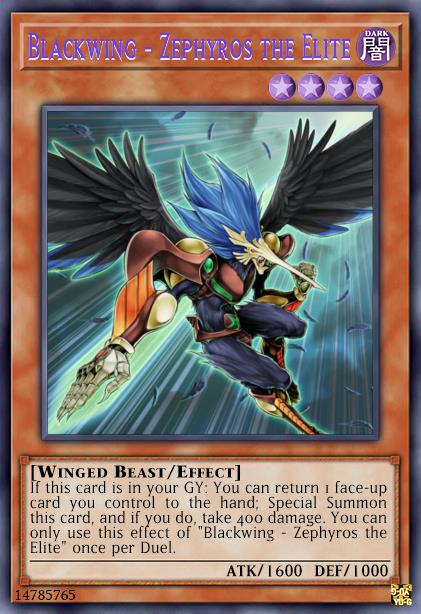 Blackwing - Zephyros the Elite
DARK
闇
[Winged Beast/Effect]
If this card is in your GY: You can return 1 face-up
card you control to the hand; Special Summon
this card, and if you do, take 400 damage. You can
only use this effect of "Blackwing - Zephyros the
Elite" once per Duel.
ATK/1600 DEF/1000
14785765